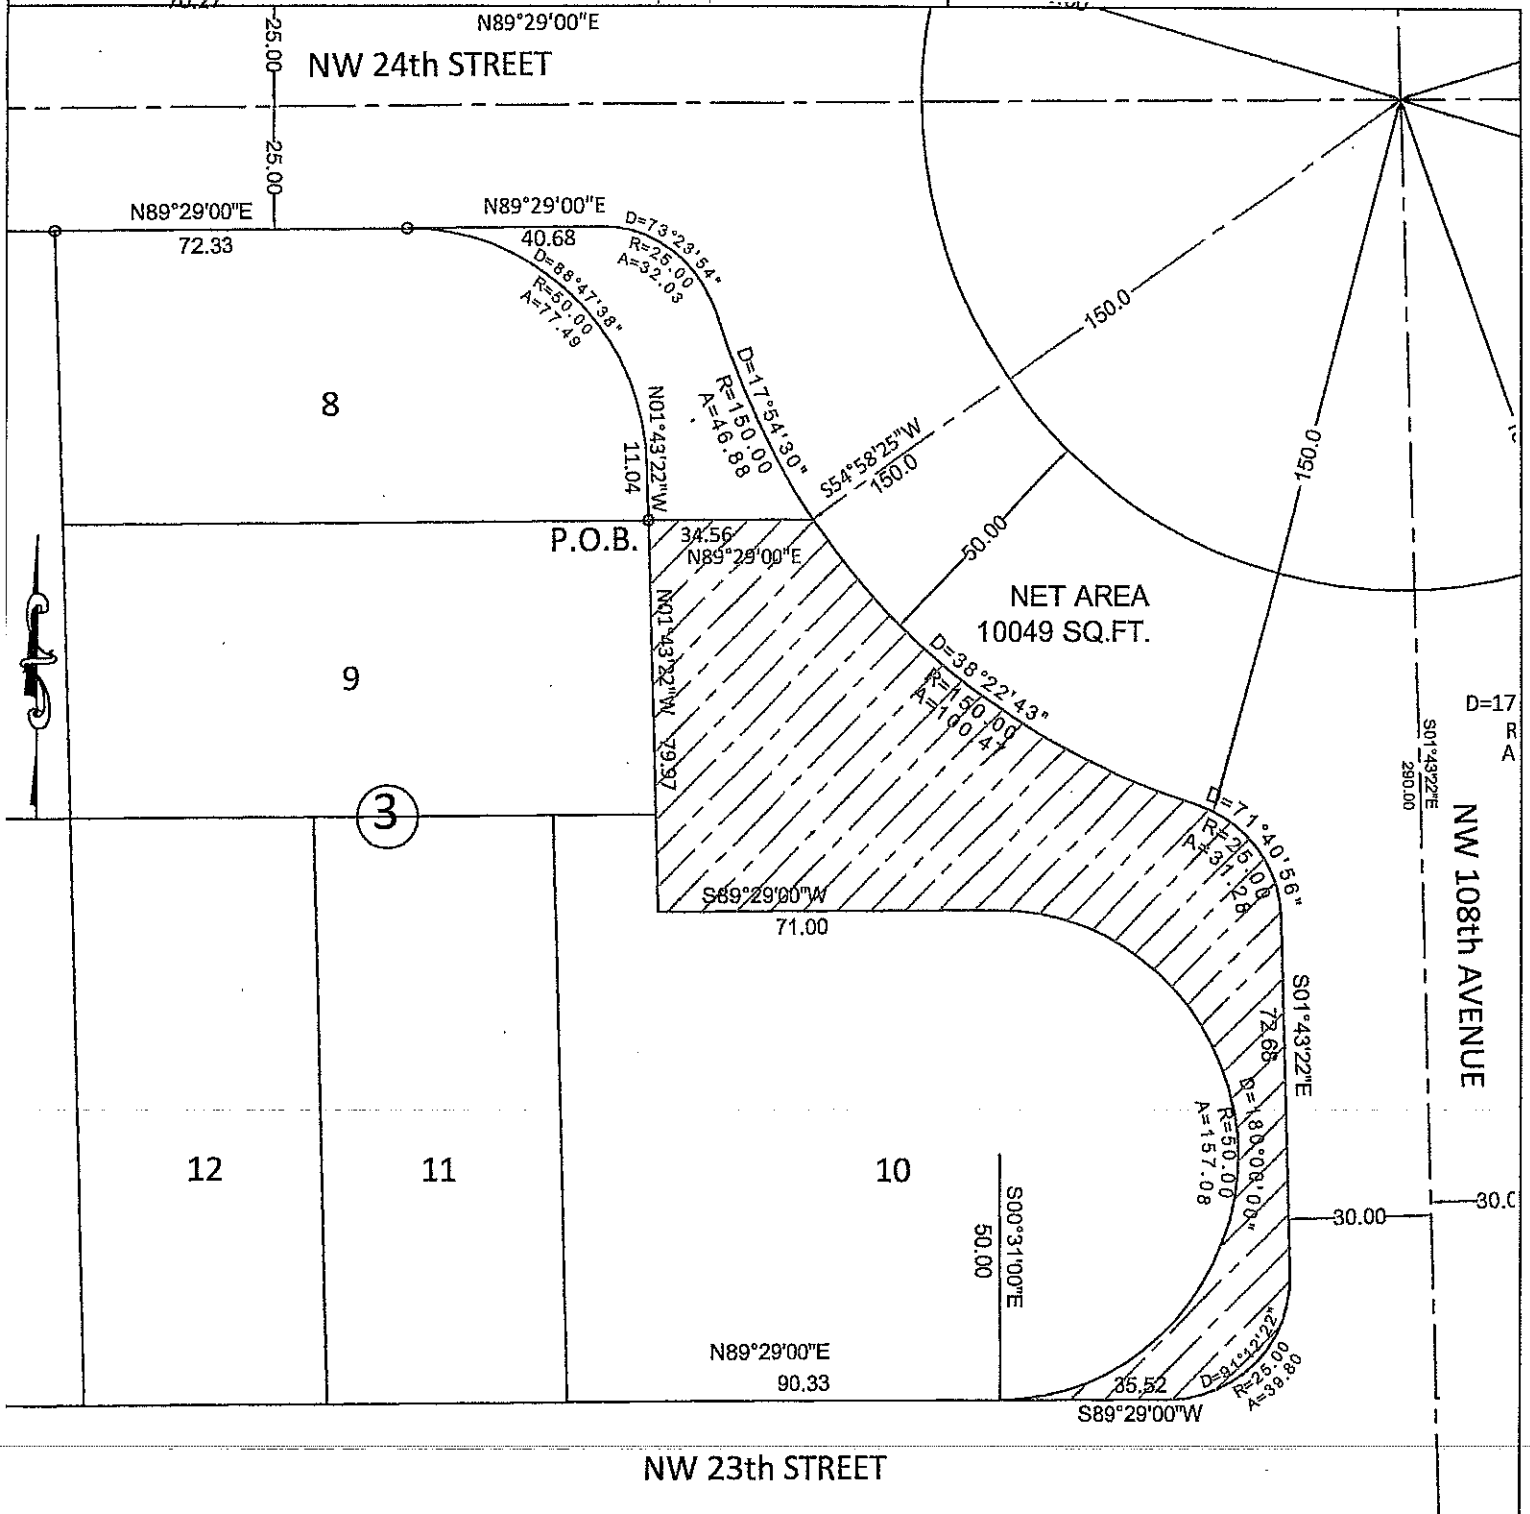 N89°29'00"E
25.00
NW 24th STREET
25.00
N89°29'00"E
72.33
N89°29'00"E
40.68
D=73°23'54"
R=25.00
A=32.03
D=88°47'38"
R=50.00
A=77.49
150.0
D=17°54'30"
R=150.00
A=46.88
8
N01°43'22"W
11.04
S54°58'25"W
150.0
150.0
P.O.B.
34.56
N89°29'00"E
50.00
NET AREA
10049 SQ.FT.
9
N01°43'22"W 79.97
D=38°22'43"
R=150.00
A=100.47
D=17
R
A
S01°43'22"E
290.00
3
D=71°40'56"
R=25.00
A=31.28
NW 108th AVENUE
S89°29'00"W
71.00
S01°43'22"E
72.68
D=180°00'00"
R=50.00
A=157.08
12
11
10
S00°31'00"E
50.00
30.00
30.0
N89°29'00"E
90.33
35.52
S89°29'00"W
D=91°12'22"
R=25.00
A=39.80
NW 23th STREET